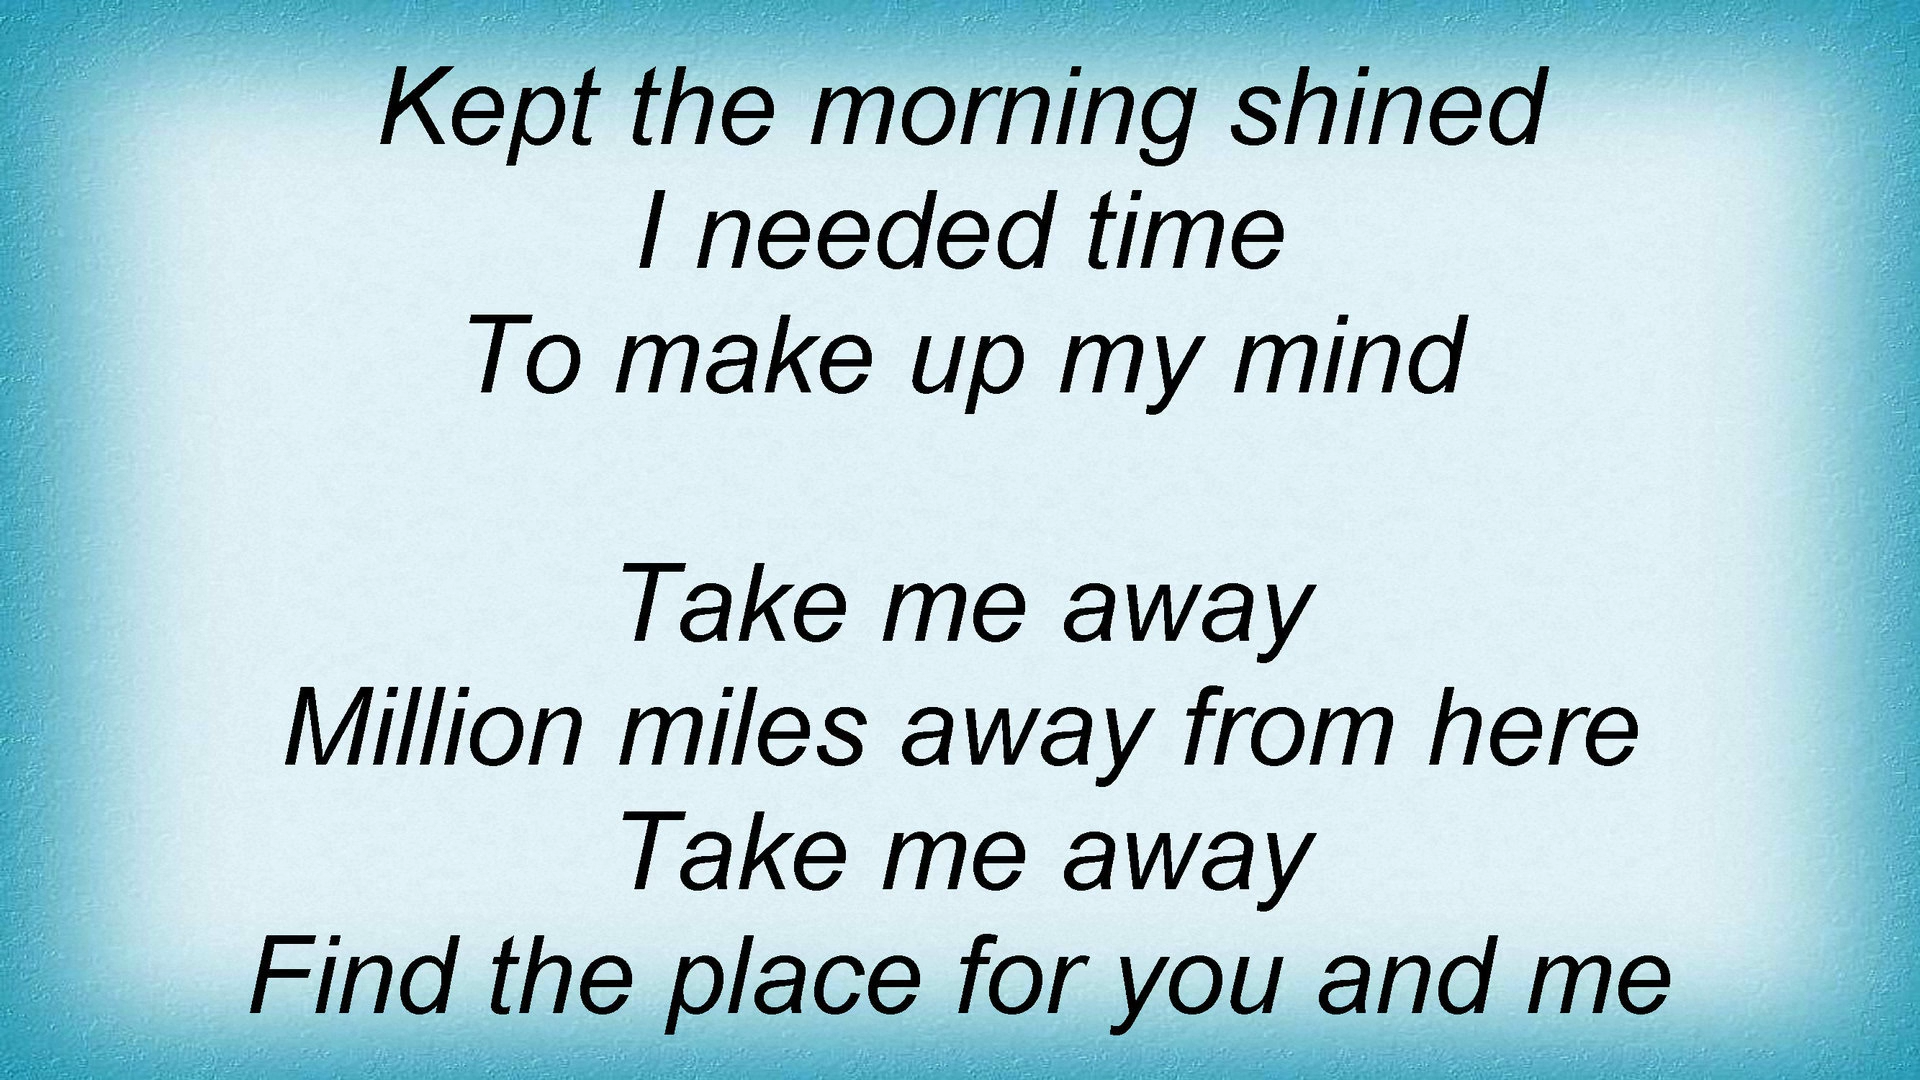 Kept the morning shined
I needed time
To make up my mind
Take me away
Million miles away from here
Take me away
Find the place for you and me